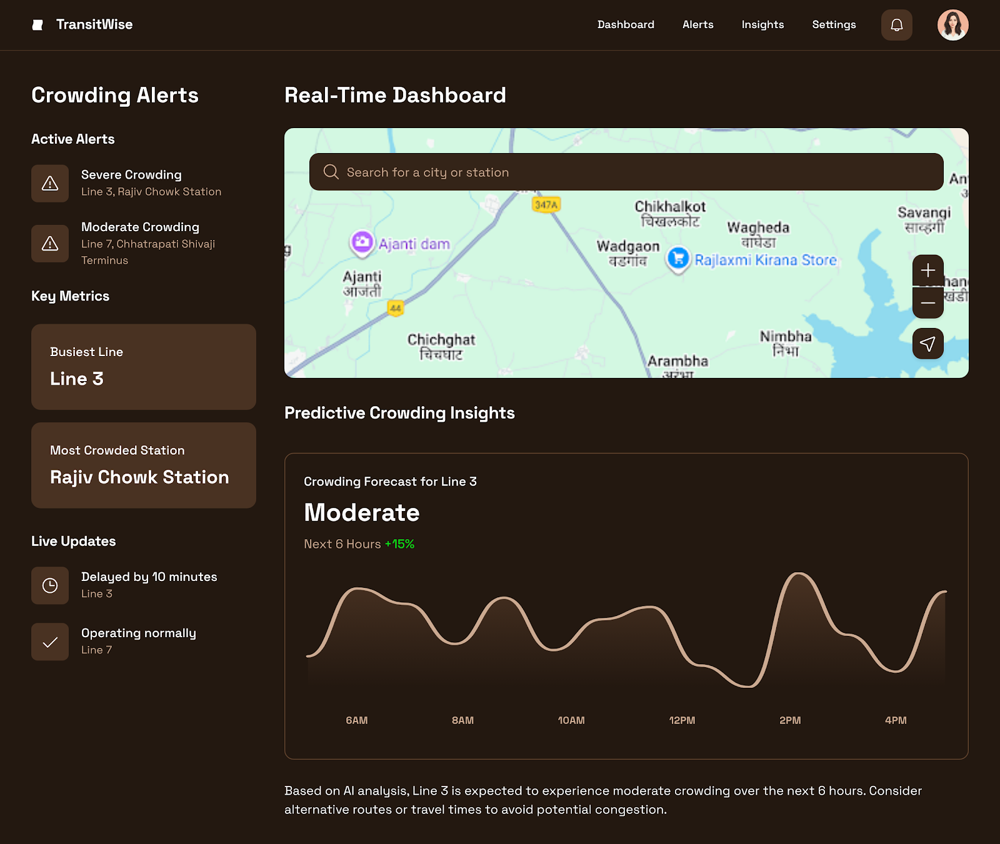 TransitWise
Dashboard
Alerts
Insights
Settings
Crowding Alerts
Active Alerts
Severe Crowding
Line 3, Rajiv Chowk Station
Moderate Crowding
Line 7, Chhatrapati Shivaji
Terminus
Key Metrics
Busiest Line
Line 3
Most Crowded Station
Rajiv Chowk Station
Live Updates
Delayed by 10 minutes
Line 3
Operating normally
Line 7
Real-Time Dashboard
Search for a city or station
347A
Chikhalkot
चिखलकोट
Savangi
साव्हंगी
Wagheda
वाघेडा
Ajanti dam
Wadgaon
वडगांव
Rajlaxmi Kirana Store
Ajanti
आजंती
44
Chichghat
चिचघाट
Nimbha
निंभा
Arambha
अरंभा
Predictive Crowding Insights
Crowding Forecast for Line 3
Moderate
Next 6 Hours +15%
6AM
8AM
10AM
12PM
2PM
4PM
Based on AI analysis, Line 3 is expected to experience moderate crowding over the next 6 hours. Consider
alternative routes or travel times to avoid potential congestion.